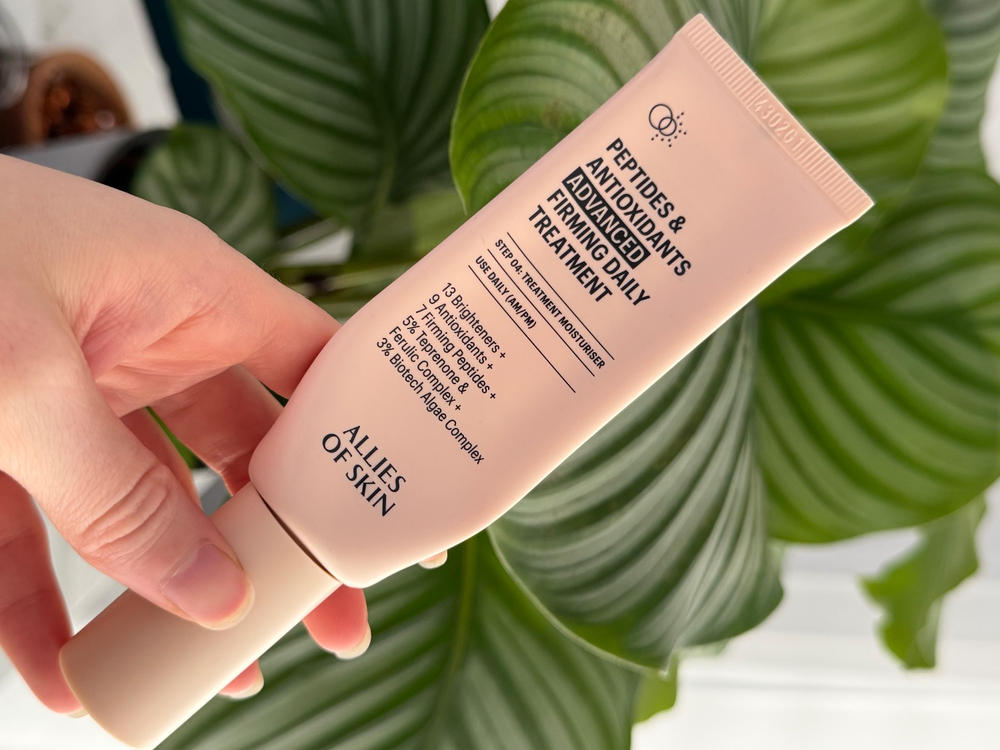 PEPTIDES &
ANTIOXIDANTS
ADVANCED
FIRMING DAILY
TREATMENT
STEP 04: TREATMENT MOISTURISER
USE DAILY (AM/PM)
13 Brighteners +
9 Antioxidants +
7 Firming Peptides +
5% Teprenone &
Ferulic Complex +
3% Biotech Algae Complex
ALLIES
OF SKIN